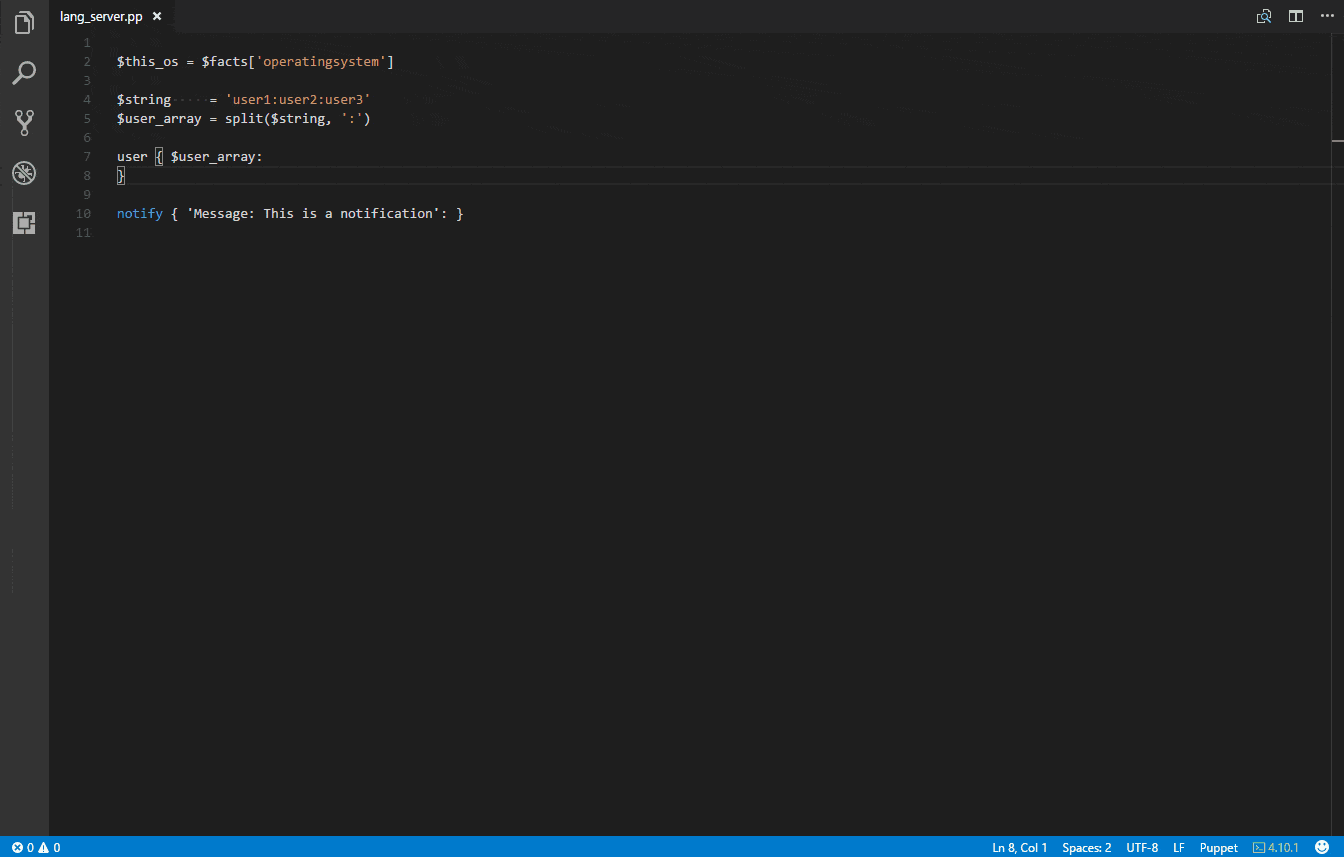 lang_server.pp ×
1
2 $this_os = $facts['operatingsystem']
3
4 $string····· = 'user1:user2:user3'
5 $user_array = split($string, ':')
6
7 user { $user_array:
8 }
9
10 notify { 'Message: This is a notification': }
11
0 0 Ln 8, Col 1 Spaces: 2 UTF-8 LF Puppet 4.10.1